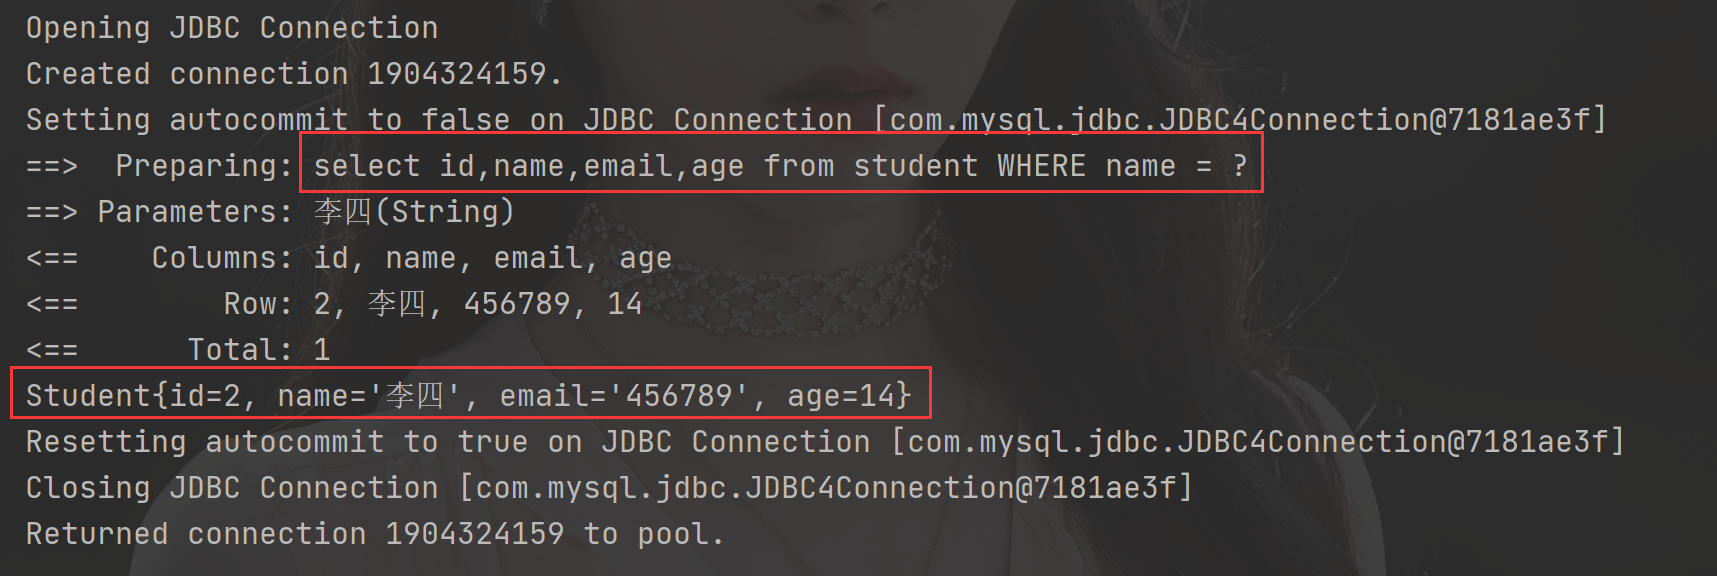 Opening JDBC Connection
Created connection 1904324159.
Setting autocommit to false on JDBC Connection [com.mysql.jdbc.JDBC4Connection@7181ae3f]
==>  Preparing: select id,name,email,age from student WHERE name = ?
==> Parameters: 李四(String)
<==    Columns: id, name, email, age
<==        Row: 2, 李四, 456789, 14
<==      Total: 1
Student{id=2, name='李四', email='456789', age=14}
Resetting autocommit to true on JDBC Connection [com.mysql.jdbc.JDBC4Connection@7181ae3f]
Closing JDBC Connection [com.mysql.jdbc.JDBC4Connection@7181ae3f]
Returned connection 1904324159 to pool.